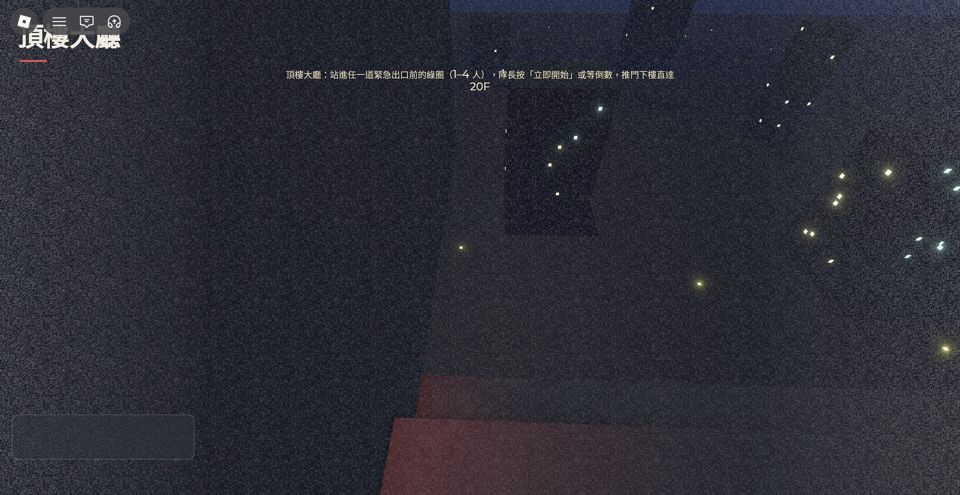 頂樓大廳
頂樓大廳：站進任一道緊急出口前的綠圈（1–4 人），隊長按「立即開始」或等倒數，推門下樓直達
20F